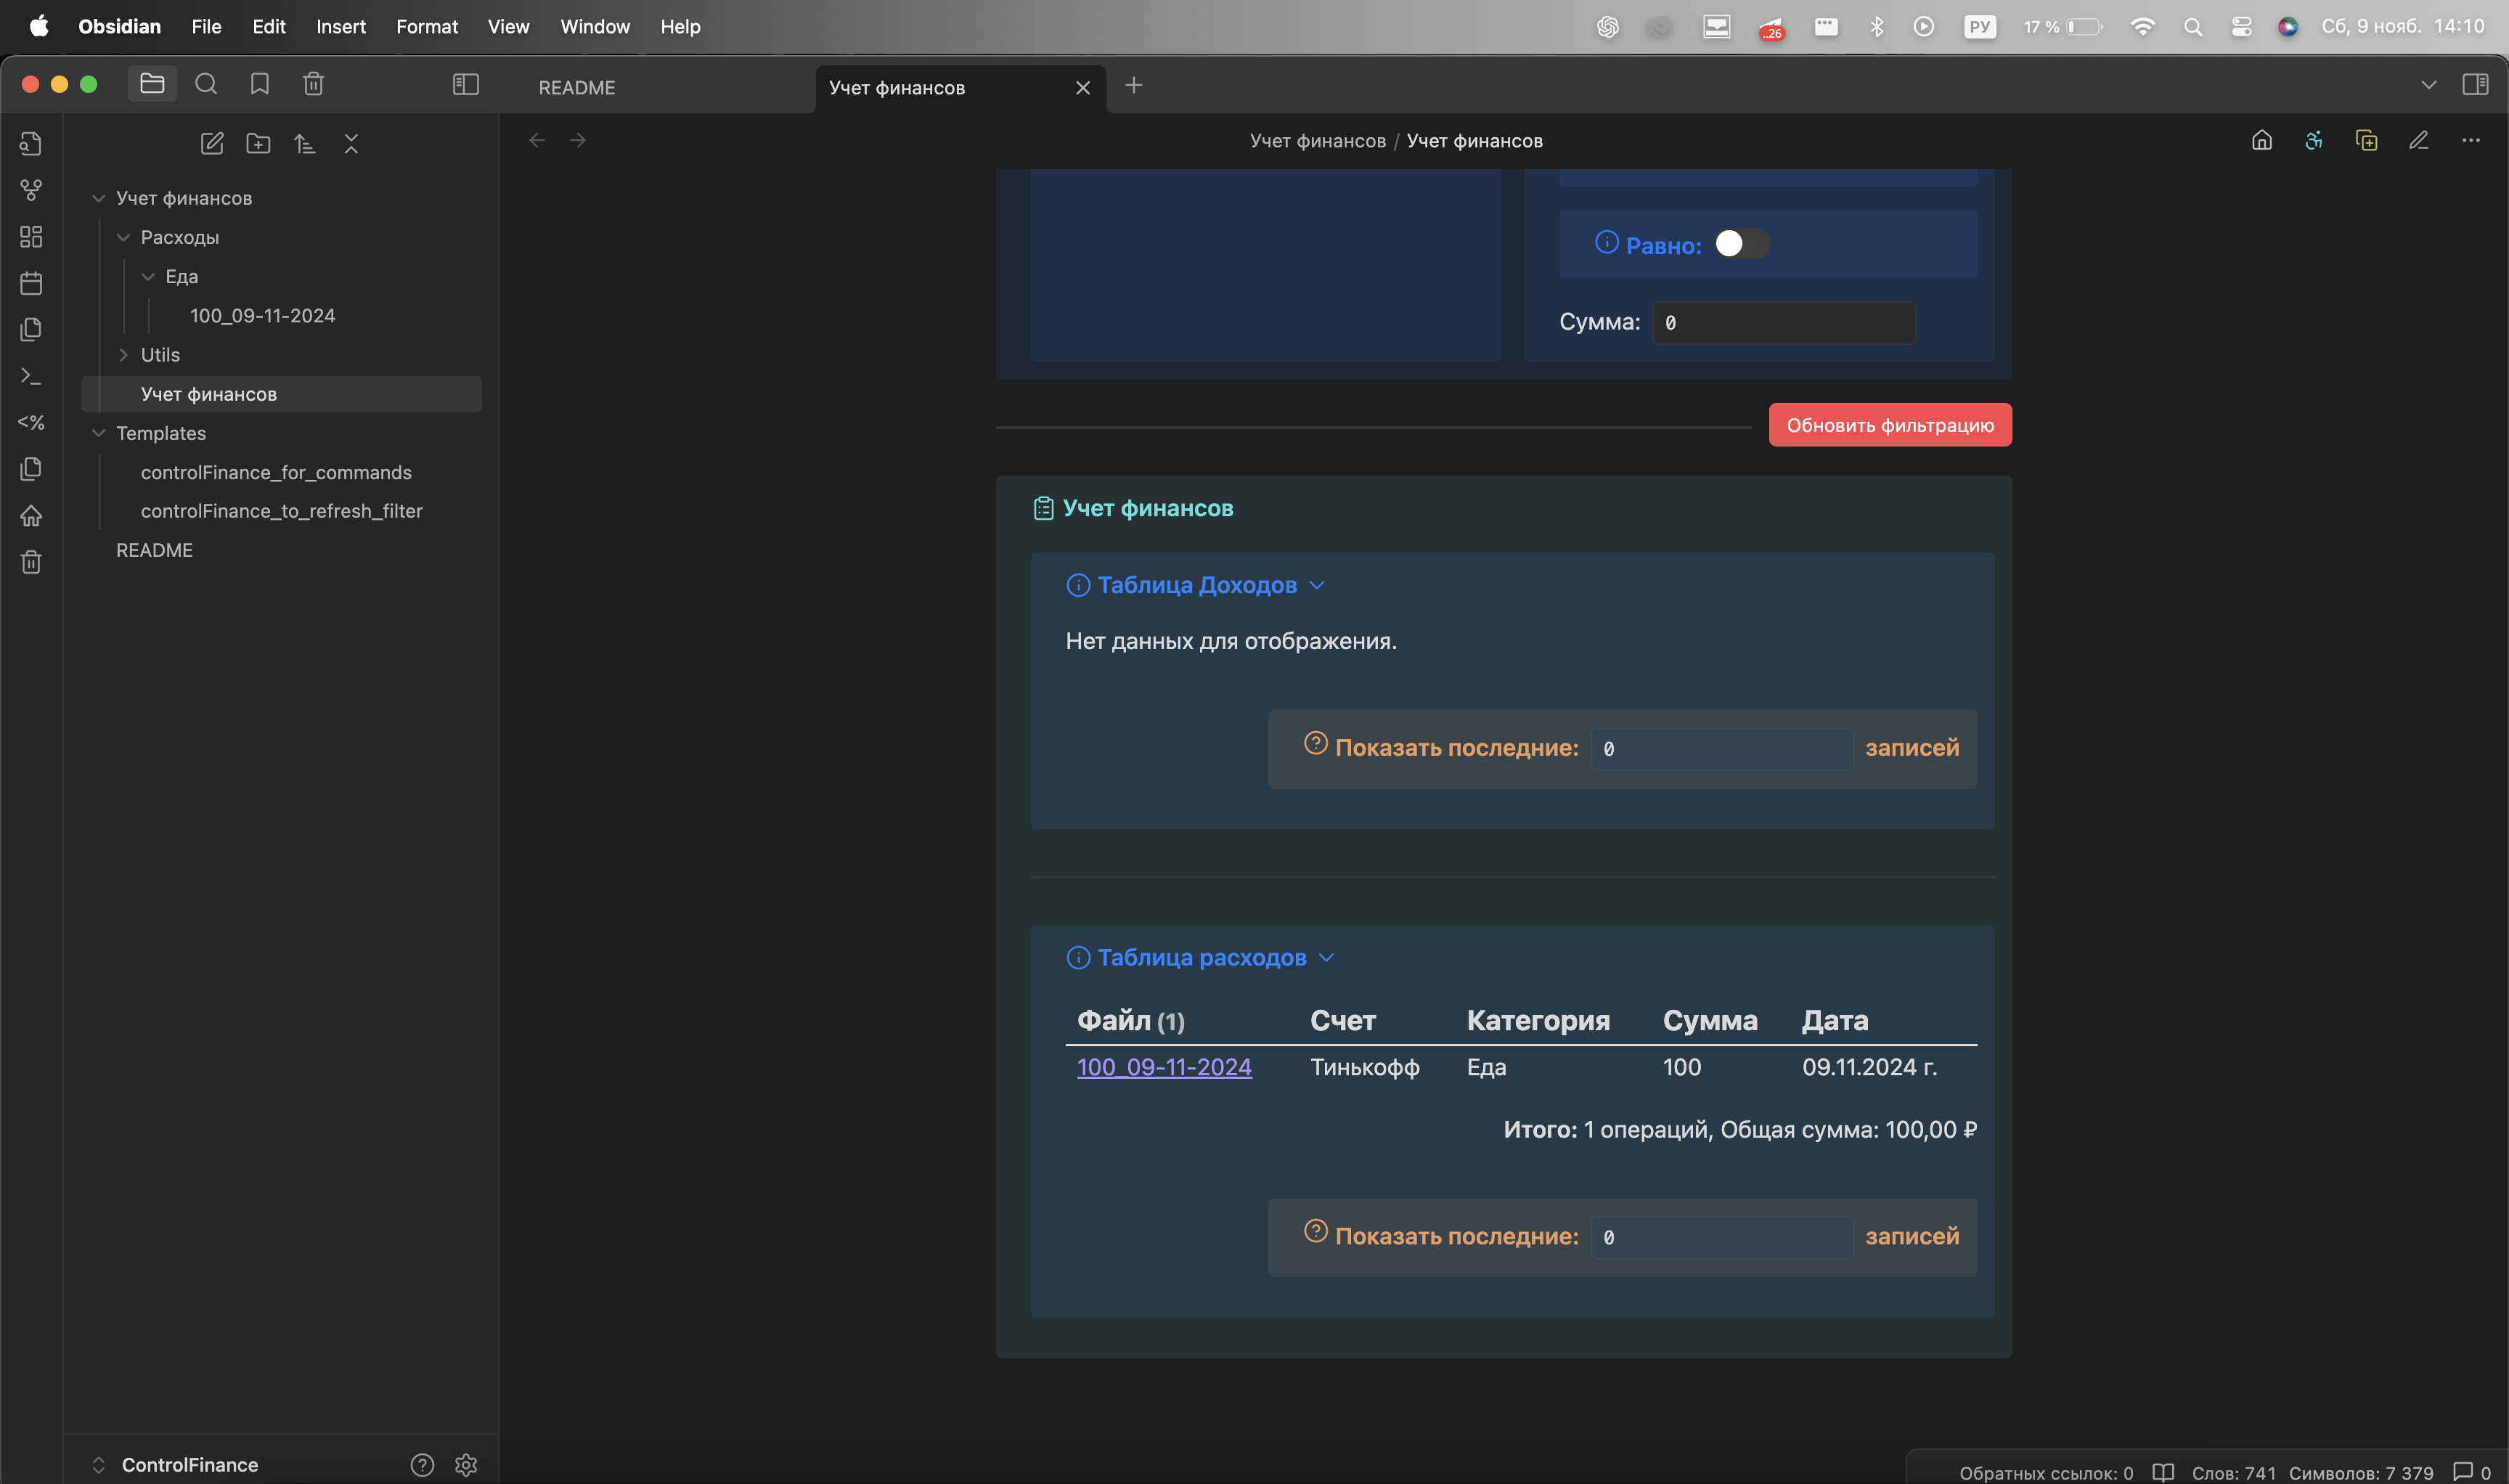 Obsidian File Edit Insert Format View Window Help
..26
РУ
17 %
Сб, 9 нояб. 14:10
README
Учет финансов
Учет финансов / Учет финансов
<%
Учет финансов
Расходы
Еда
100_09-11-2024
Utils
Учет финансов
Templates
controlFinance_for_commands
controlFinance_to_refresh_filter
README
ControlFinance
Равно:
Сумма: 0
Обновить фильтрацию
Учет финансов
Таблица Доходов
Нет данных для отображения.
Показать последние: 0 записей
Таблица расходов
Файл (1) Счет Категория Сумма Дата
100_09-11-2024 Тинькофф Еда 100 09.11.2024 г.
Итого: 1 операций, Общая сумма: 100,00 ₽
Показать последние: 0 записей
Обратных ссылок: 0 Слов: 741 Символов: 7 379 0